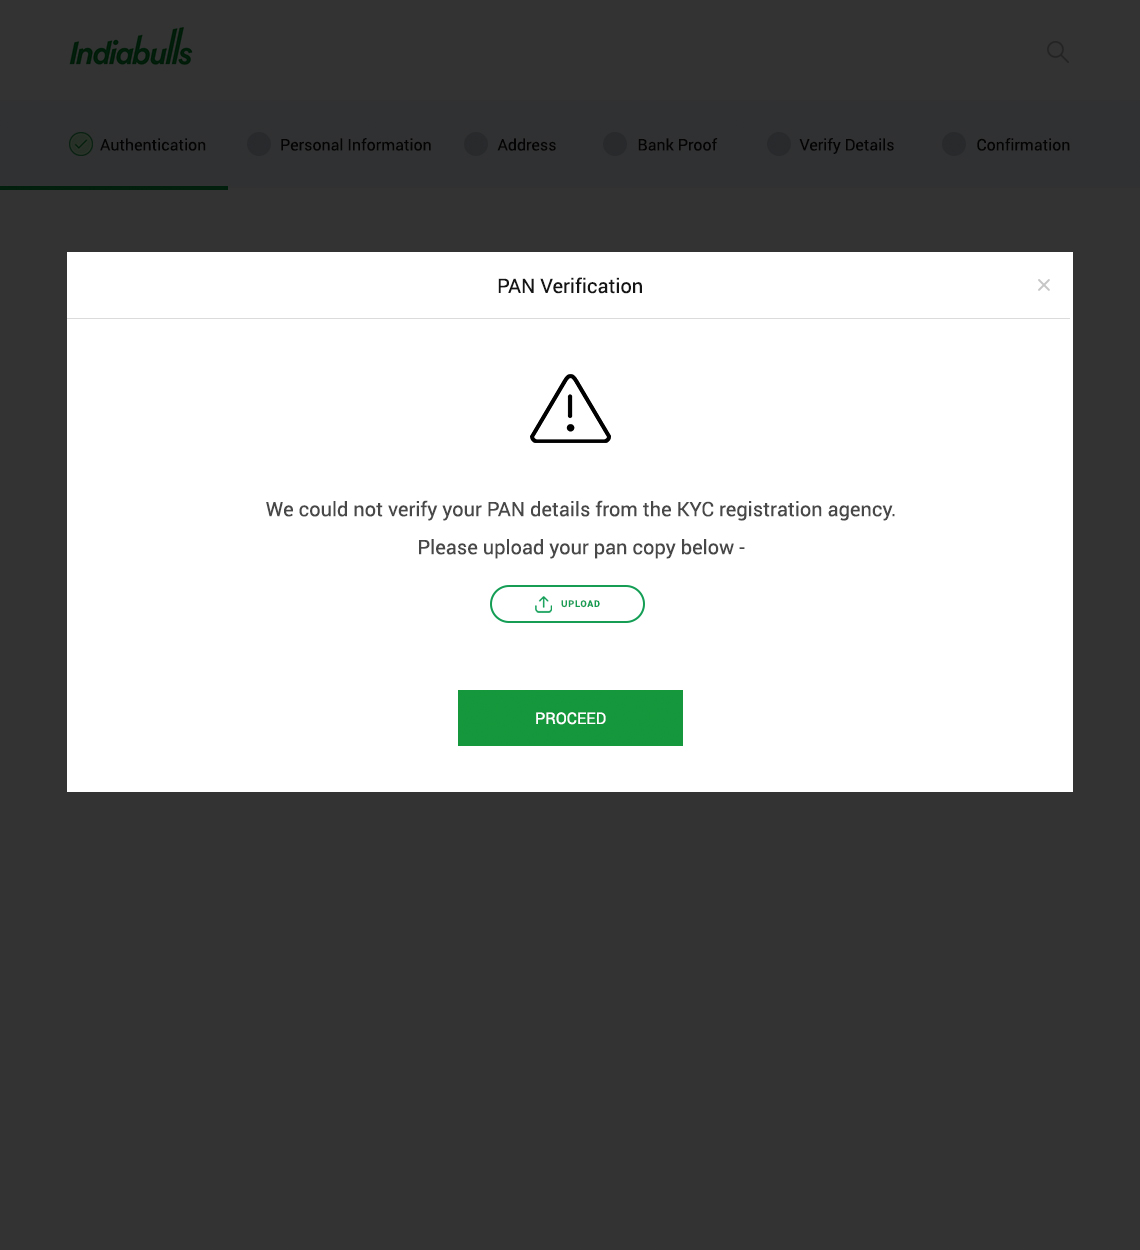 Indiabulls
Authentication Personal Information Address Bank Proof Verify Details Confirmation
PAN Verification
We could not verify your PAN details from the KYC registration agency.
Please upload your pan copy below -
UPLOAD
PROCEED